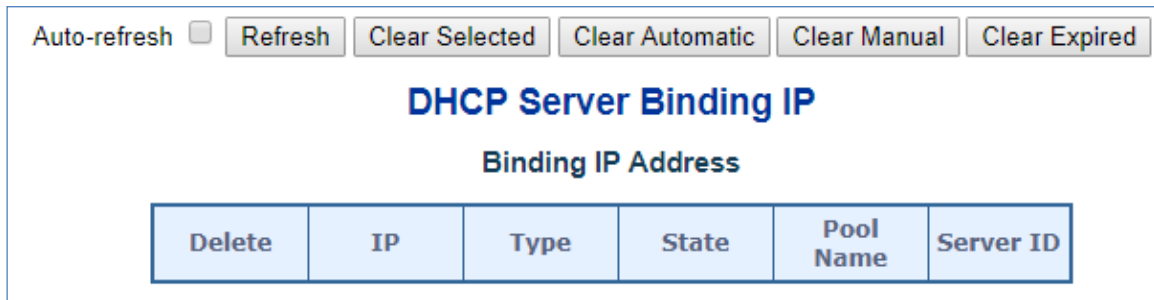 Auto-refresh Refresh Clear Selected Clear Automatic Clear Manual Clear Expired
DHCP Server Binding IP
Binding IP Address
Delete IP Type State Pool Name Server ID